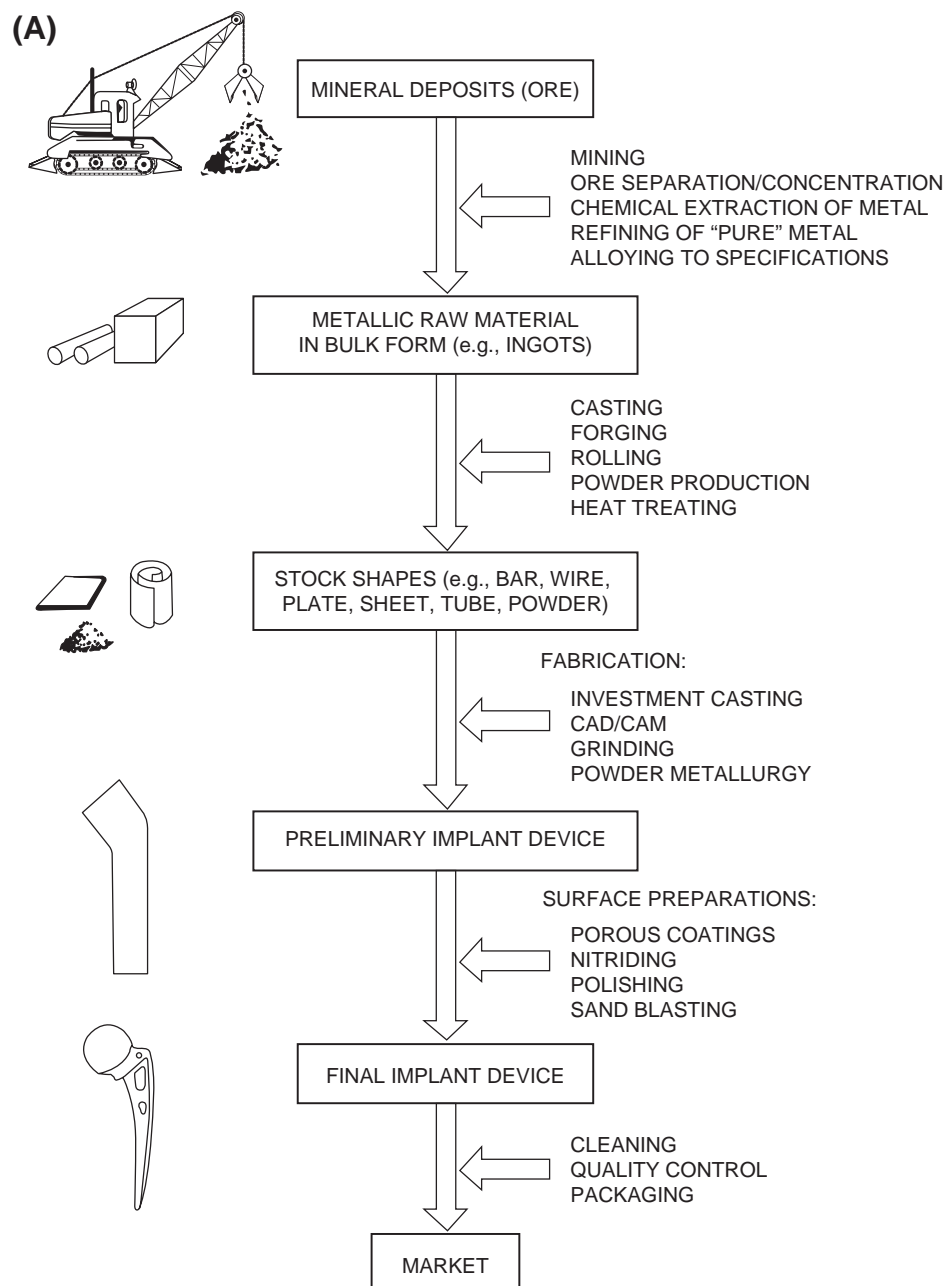 (A)
MINERAL DEPOSITS (ORE)
MINING
ORE SEPARATION/CONCENTRATION
CHEMICAL EXTRACTION OF METAL
REFINING OF “PURE” METAL
ALLOYING TO SPECIFICATIONS
METALLIC RAW MATERIAL
IN BULK FORM (e.g., INGOTS)
CASTING
FORGING
ROLLING
POWDER PRODUCTION
HEAT TREATING
STOCK SHAPES (e.g., BAR, WIRE,
PLATE, SHEET, TUBE, POWDER)
FABRICATION:
INVESTMENT CASTING
CAD/CAM
GRINDING
POWDER METALLURGY
PRELIMINARY IMPLANT DEVICE
SURFACE PREPARATIONS:
POROUS COATINGS
NITRIDING
POLISHING
SAND BLASTING
FINAL IMPLANT DEVICE
CLEANING
QUALITY CONTROL
PACKAGING
MARKET